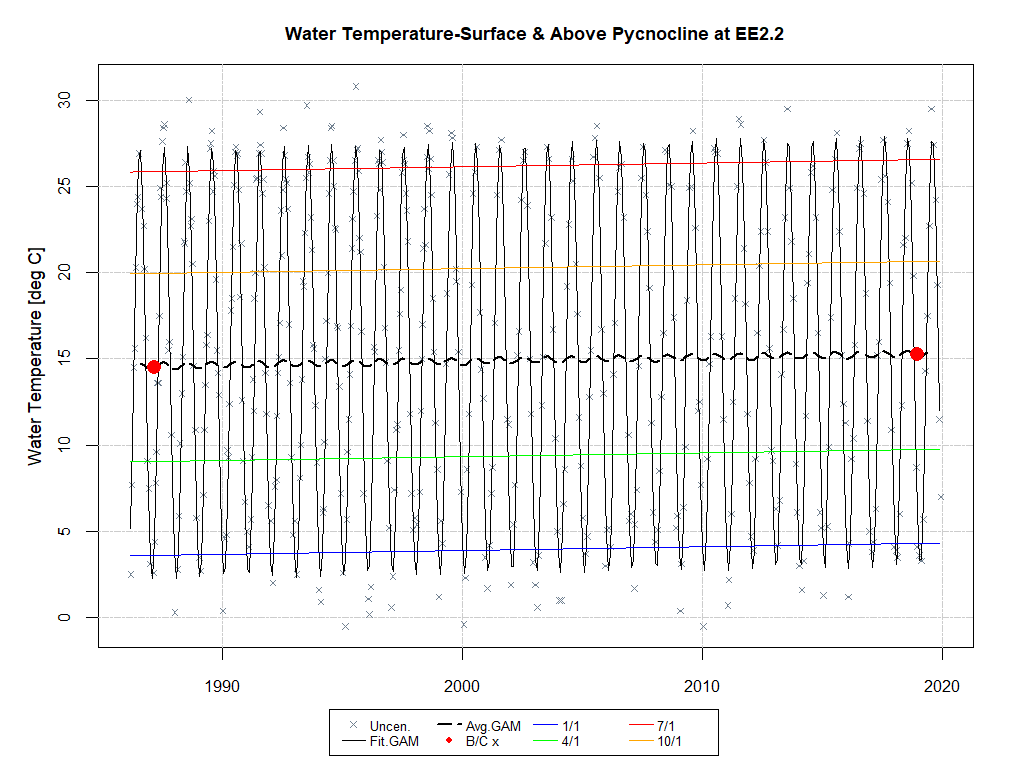 Water Temperature-Surface & Above Pycnocline at EE2.2
Water Temperature [deg C]
30
25
20
15
10
5
0
1990 2000 2010 2020
Uncen. Avg.GAM 1/1 7/1
Fit.GAM B/C x 4/1 10/1